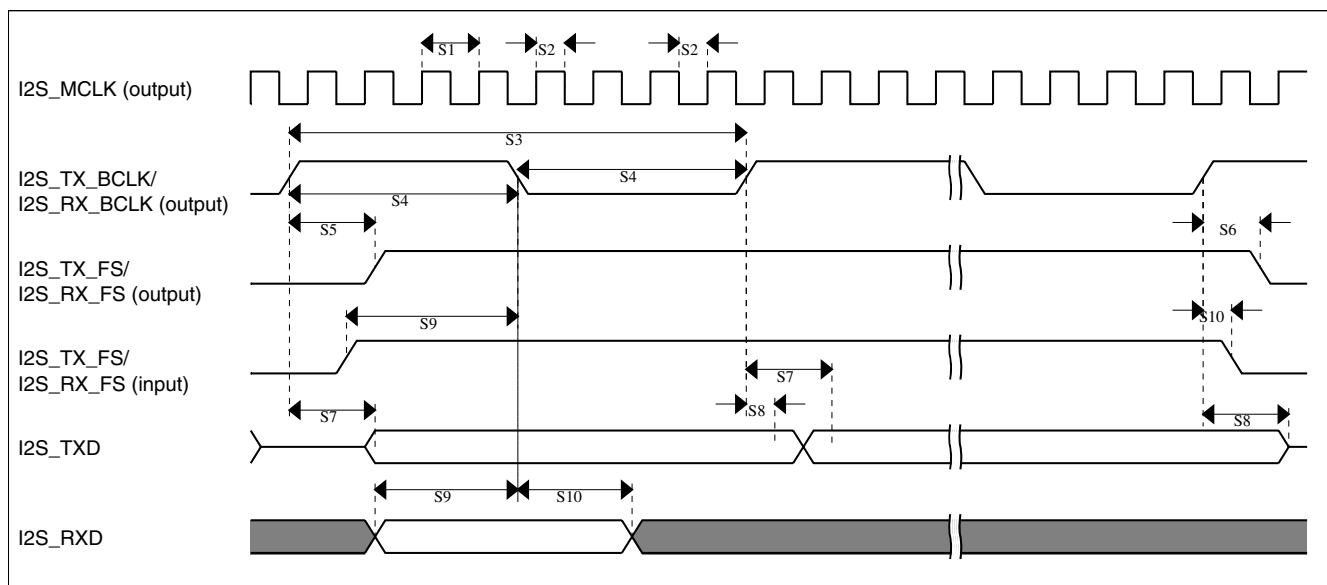 S1
S2
S2
I2S_MCLK (output)
S3
I2S_TX_BCLK/
I2S_RX_BCLK (output)
S4
S4
S5
S6
I2S_TX_FS/
I2S_RX_FS (output)
S9
S10
I2S_TX_FS/
I2S_RX_FS (input)
S7
S7
S8
S8
I2S_TXD
S9
S10
I2S_RXD